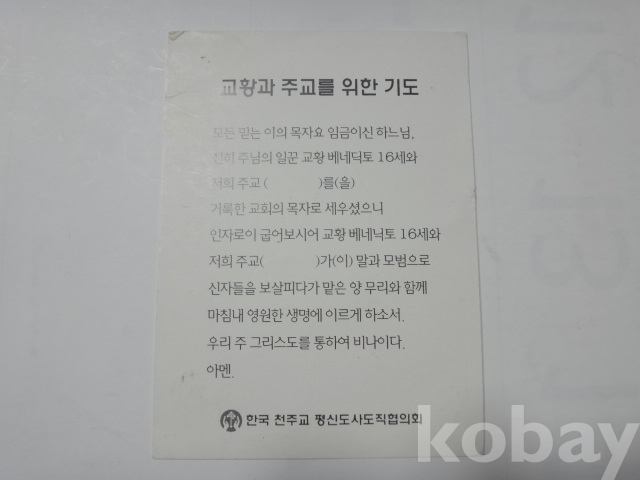 교황과 주교를 위한 기도
모든 믿는 이의 목자요 임금이신 하느님,
친히 주님의 일꾼 교황 베네딕토 16세와
저희 주교 (          )를(을)
거룩한 교회의 목자로 세우셨으니
인자로이 굽어보시어 교황 베네딕토 16세와
저희 주교(          )가(이) 말과 모범으로
신자들을 보살피다가 맡은 양 무리와 함께
마침내 영원한 생명에 이르게 하소서.
우리 주 그리스도를 통하여 비나이다.
아멘.
한국 천주교 평신도사도직협의회
kobay